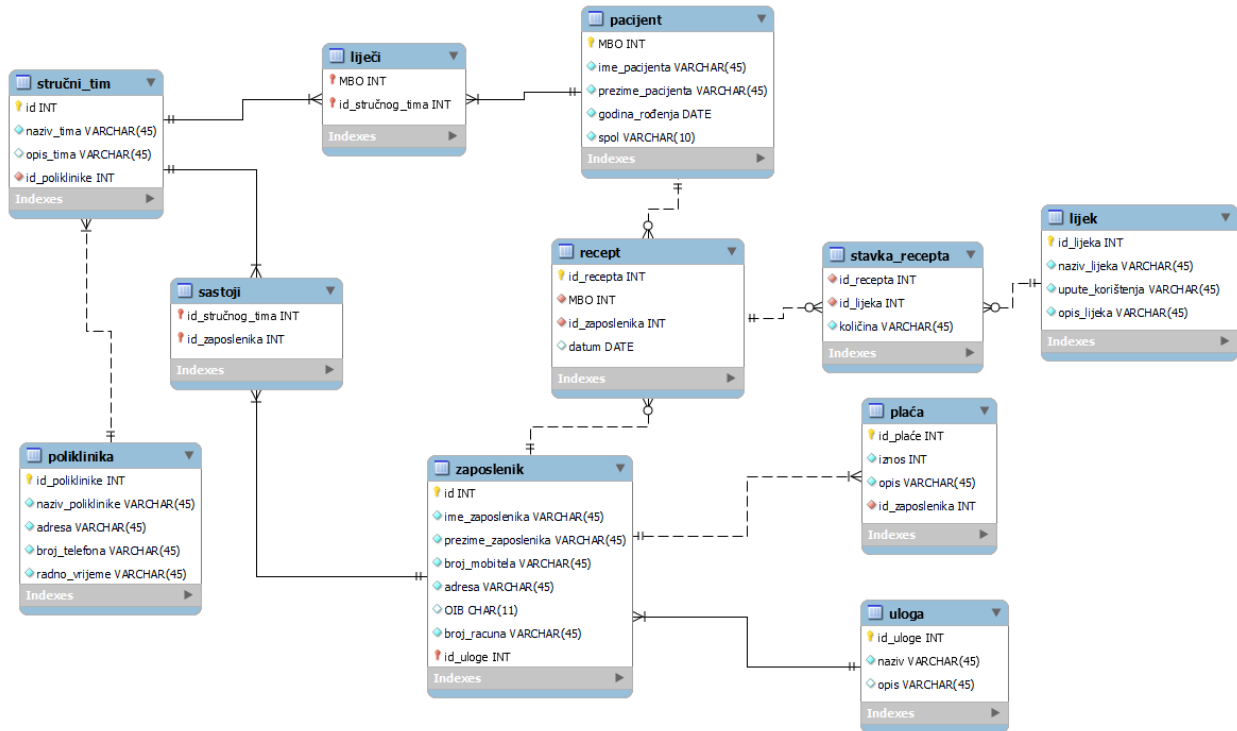 stručni_tim
id INT
naziv_tima VARCHAR(45)
opis_tima VARCHAR(45)
id_poliklinike INT
Indexes
liječi
MBO INT
id_stručnog_tima INT
Indexes
pacijent
MBO INT
ime_pacijenta VARCHAR(45)
prezime_pacijenta VARCHAR(45)
godina_rođenja DATE
spol VARCHAR(10)
Indexes
sastoji
id_stručnog_tima INT
id_zaposlenika INT
Indexes
recept
id_recepta INT
MBO INT
id_zaposlenika INT
datum DATE
Indexes
stavka_recepta
id_recepta INT
id_lijeka INT
količina VARCHAR(45)
Indexes
lijek
id_lijeka INT
naziv_lijeka VARCHAR(45)
upute_korištenja VARCHAR(45)
opis_lijeka VARCHAR(45)
Indexes
poliklinika
id_poliklinike INT
naziv_poliklinike VARCHAR(45)
adresa VARCHAR(45)
broj_telefona VARCHAR(45)
radno_vrijeme VARCHAR(45)
Indexes
zaposlenik
id INT
ime_zaposlenika VARCHAR(45)
prezime_zaposlenika VARCHAR(45)
broj_mobitela VARCHAR(45)
adresa VARCHAR(45)
OIB CHAR(11)
broj_racuna VARCHAR(45)
id_uloge INT
Indexes
plaća
id_plaće INT
iznos INT
opis VARCHAR(45)
id_zaposlenika INT
Indexes
uloga
id_uloge INT
naziv VARCHAR(45)
opis VARCHAR(45)
Indexes